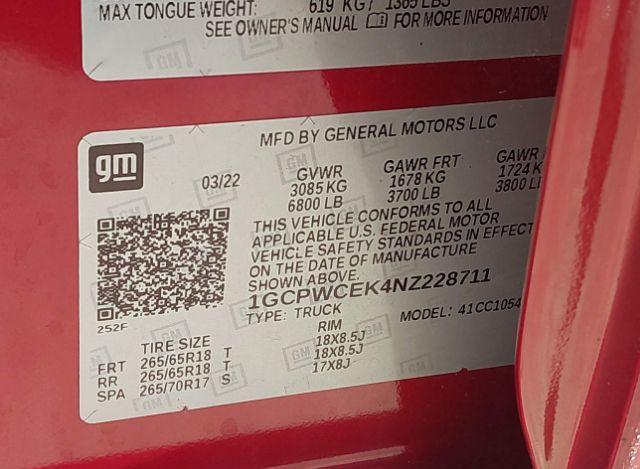 MAX TONGUE WEIGHT: 619 KG / 1365 LBS
SEE OWNER'S MANUAL FOR MORE INFORMATION
MFD BY GENERAL MOTORS LLC
gm
03/22
GVWR
3085 KG
6800 LB
GAWR FRT
1678 KG
3700 LB
GAWR
1724 K
3800 L
THIS VEHICLE CONFORMS TO ALL
APPLICABLE U.S. FEDERAL MOTOR
VEHICLE SAFETY STANDARDS IN EFFECT
ON THE DATE OF MANUFACTURE
SHOWN ABOVE.
1GCPWCEK4NZ228711
TYPE: TRUCK MODEL: 41CC1054
252F
TIRE SIZE RIM
FRT 265/65R18 T 18X8.5J
RR 265/65R18 T 18X8.5J
SPA 265/70R17 S 17X8J